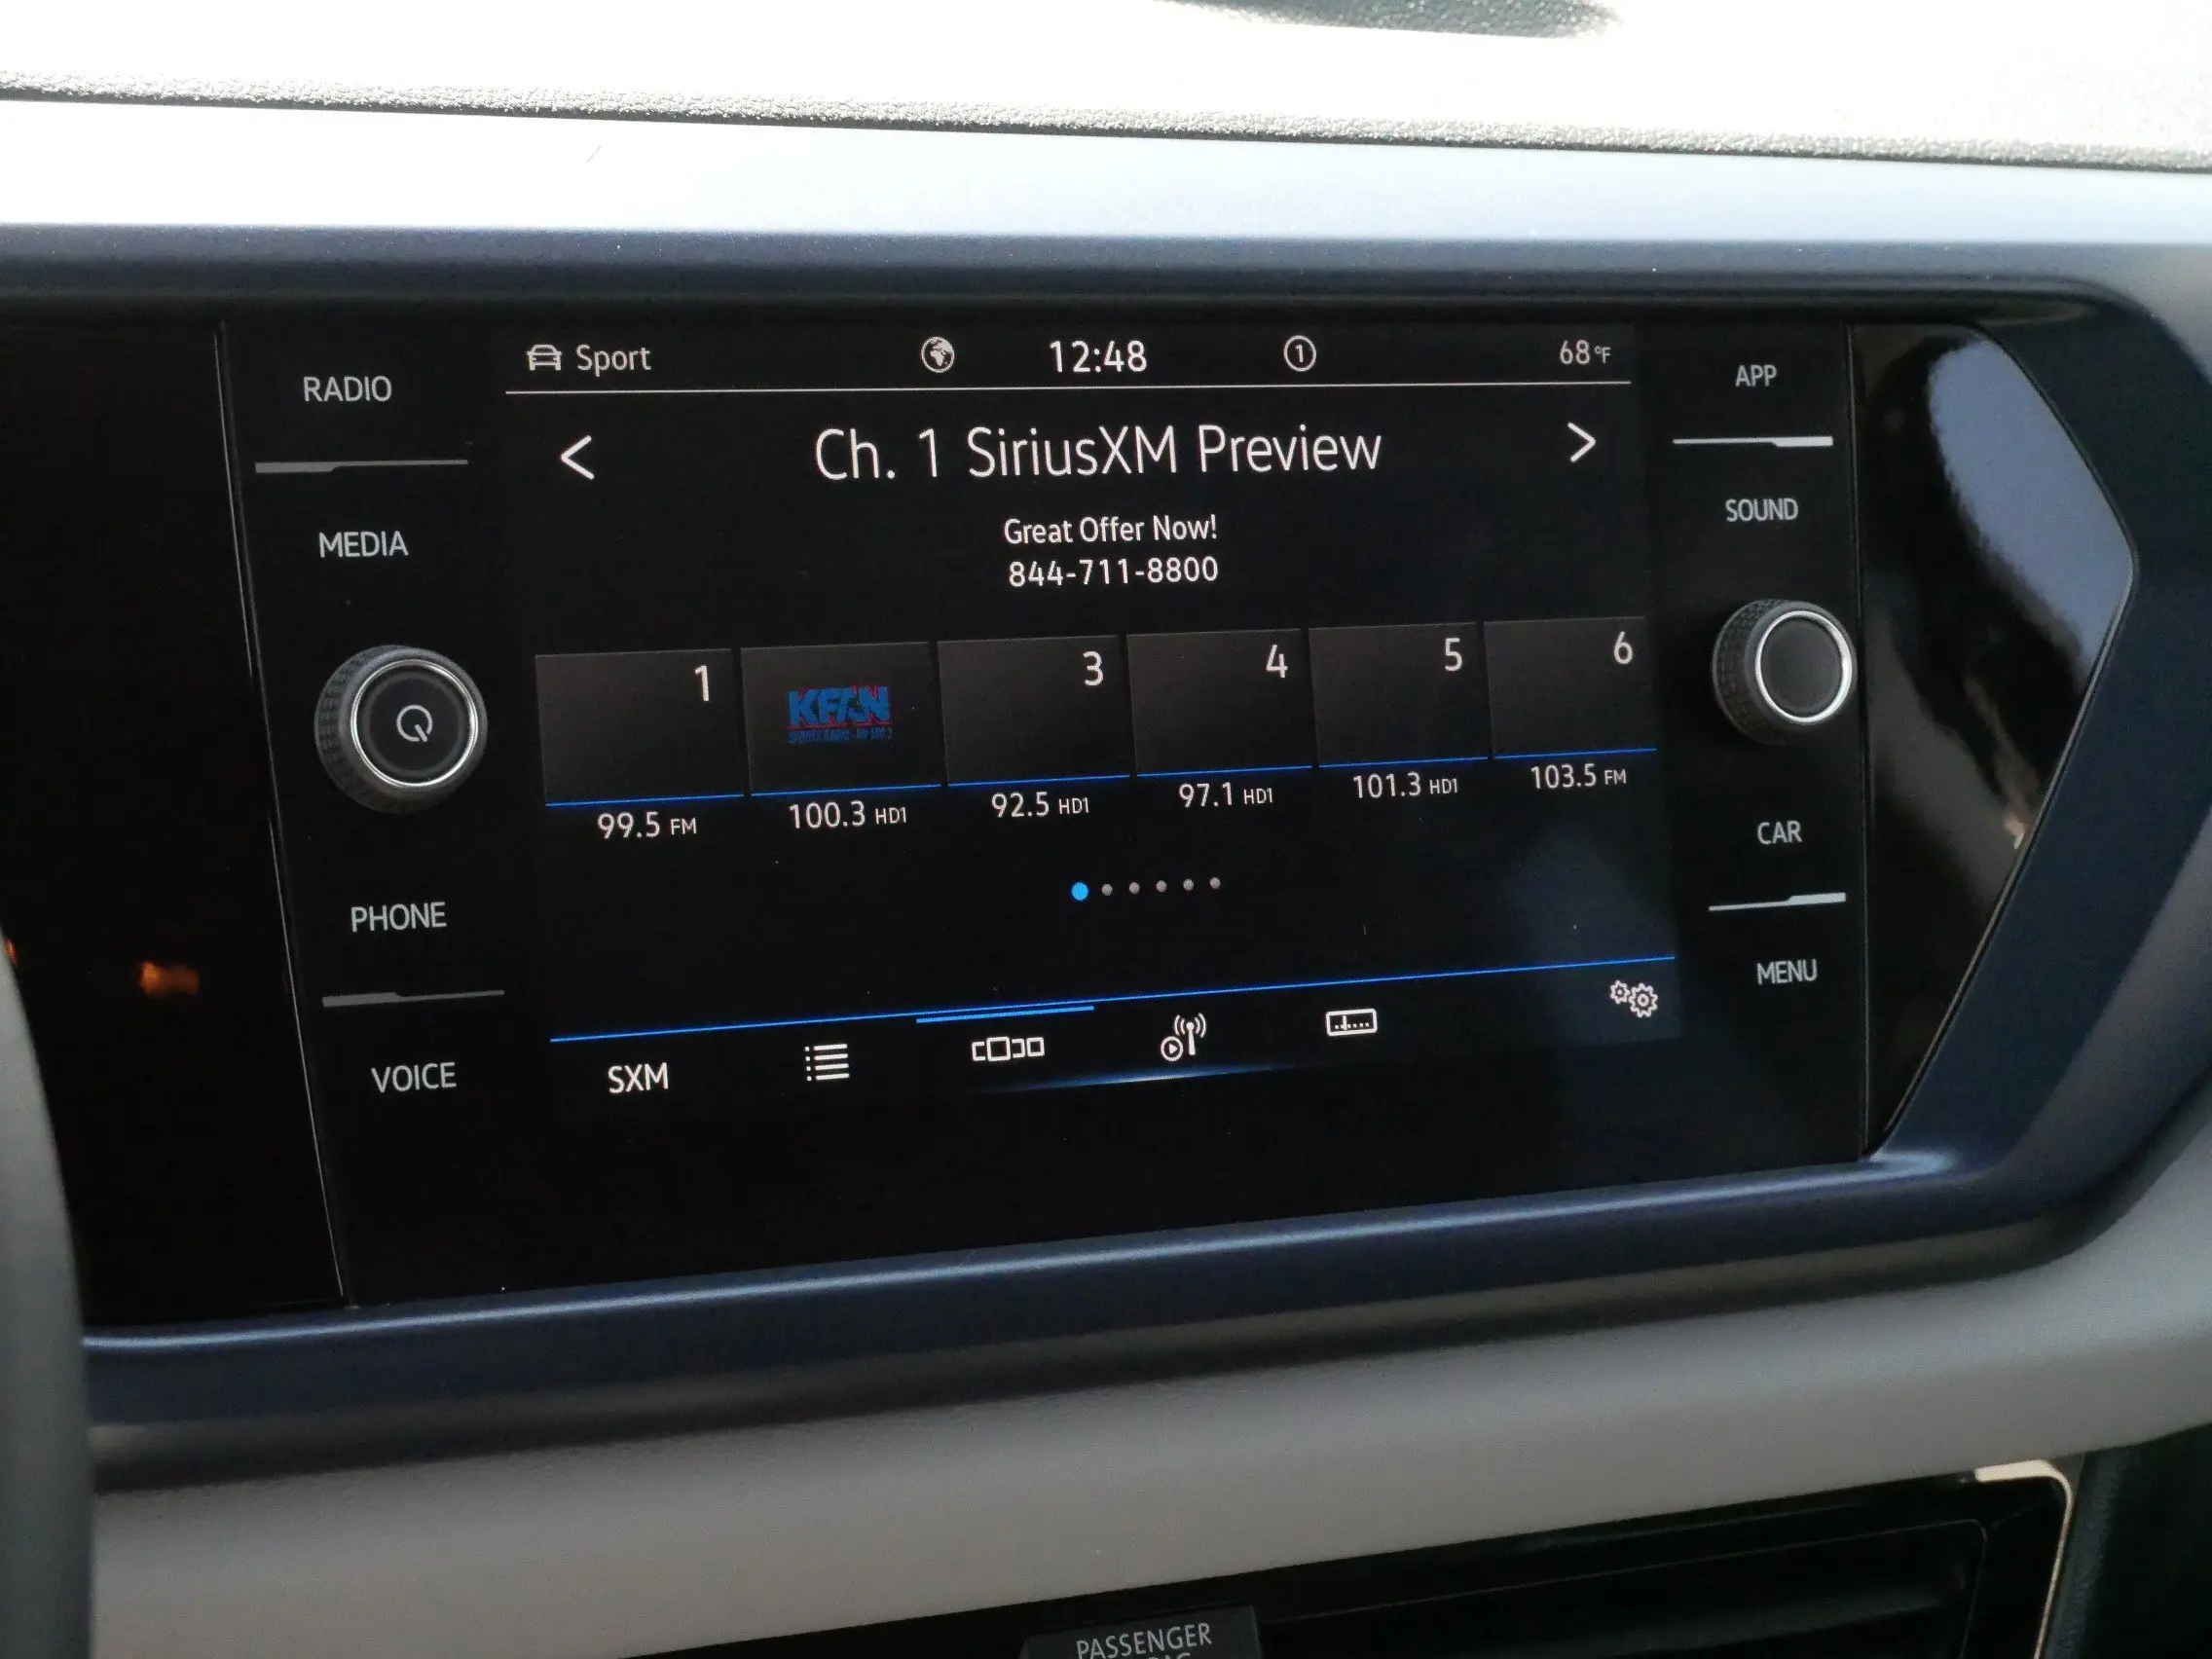 RADIO
MEDIA
PHONE
VOICE
Sport
12:48
1
68°F
< Ch. 1 SiriusXM Preview >
Great Offer Now!
844-711-8800
1
KFAN
3
4
5
6
99.5 FM
100.3 HD1
92.5 HD1
97.1 HD1
101.3 HD1
103.5 FM
SXM
APP
SOUND
CAR
MENU
PASSENGER